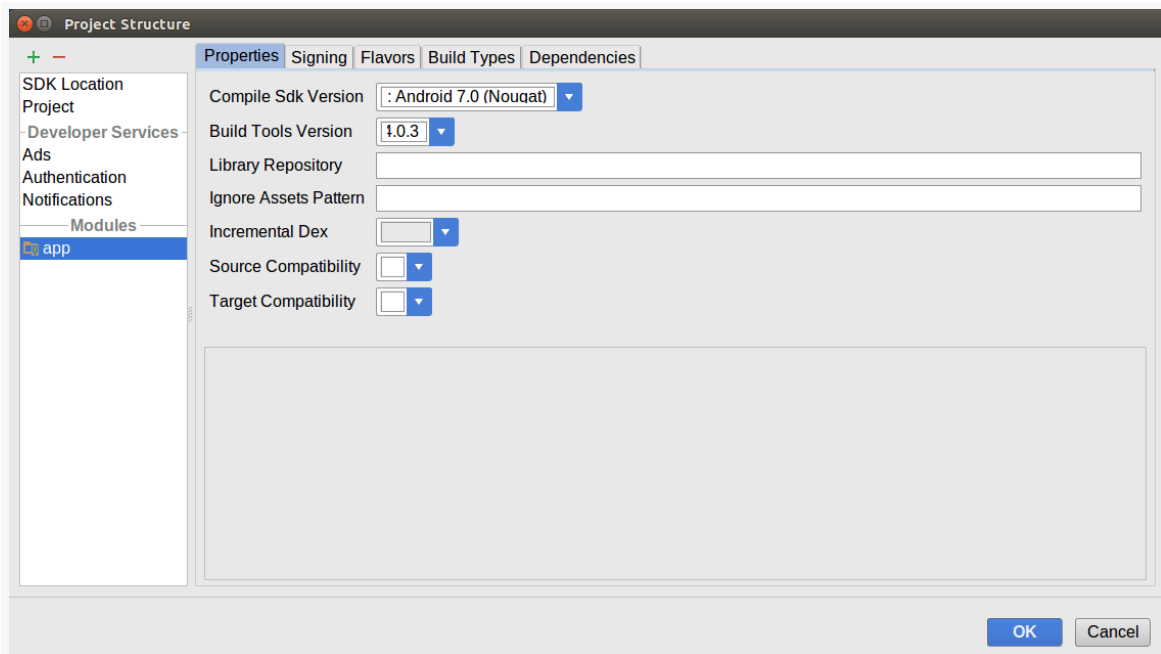 Project Structure
Properties Signing Flavors Build Types Dependencies
SDK Location
Project
Developer Services
Ads
Authentication
Notifications
Modules
app
Compile Sdk Version : Android 7.0 (Nougat)
Build Tools Version .0.3
Library Repository
Ignore Assets Pattern
Incremental Dex
Source Compatibility
Target Compatibility
OK Cancel